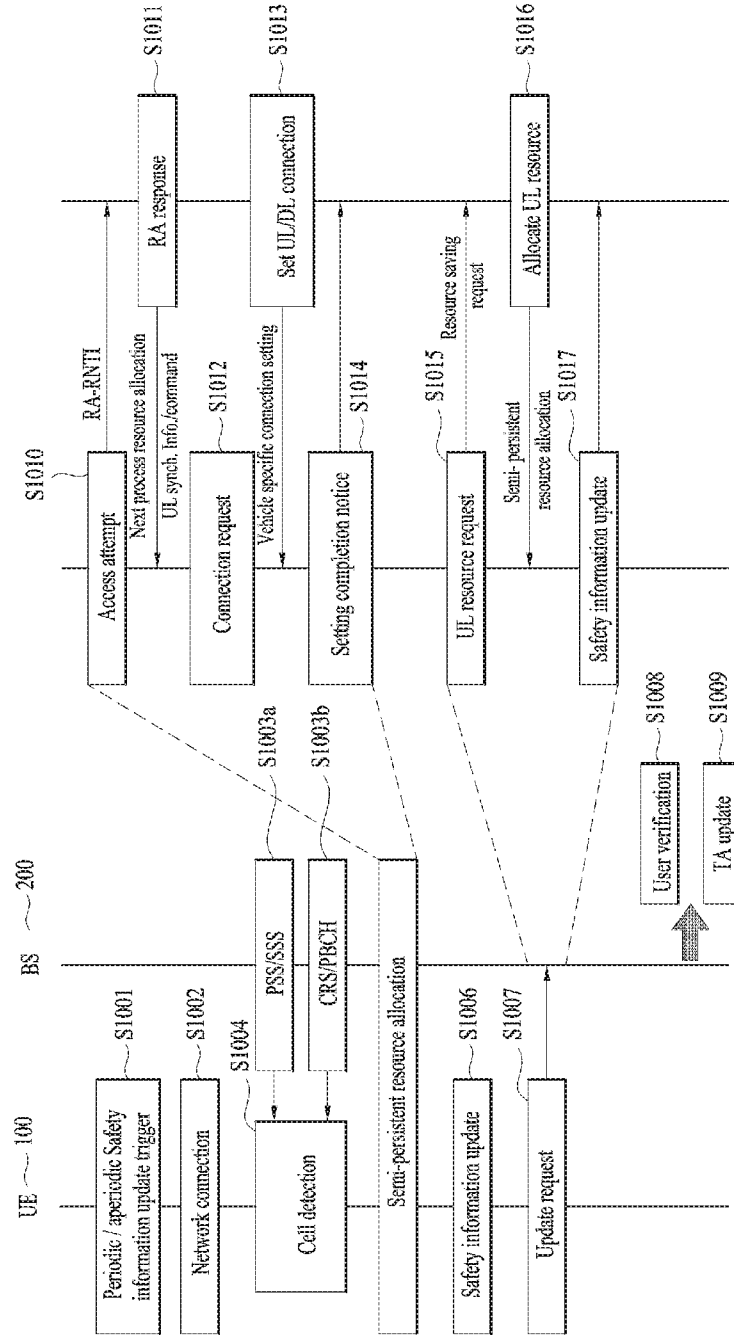 UE 100
BS 200
Periodic / aperiodic Safety
information update trigger
S1001
Network connection
S1002
PSS/SSS
S1003a
CRS/PBCH
S1003b
Cell detection
S1004
Semi-persistent resource allocation
Safety information update
S1006
Update request
S1007
User verification
S1008
TA update
S1009
Access attempt
S1010
RA-RNTI
RA response
S1011
Next process resource allocation
UL synch. Info./command
Connection request
S1012
Set UL/DL connection
S1013
Vehicle specific connection setting
Setting completion notice
S1014
UL resource request
S1015
Resource saving
request
Allocate UL resource
S1016
Semi- persistent
resource allocation
Safety information update
S1017